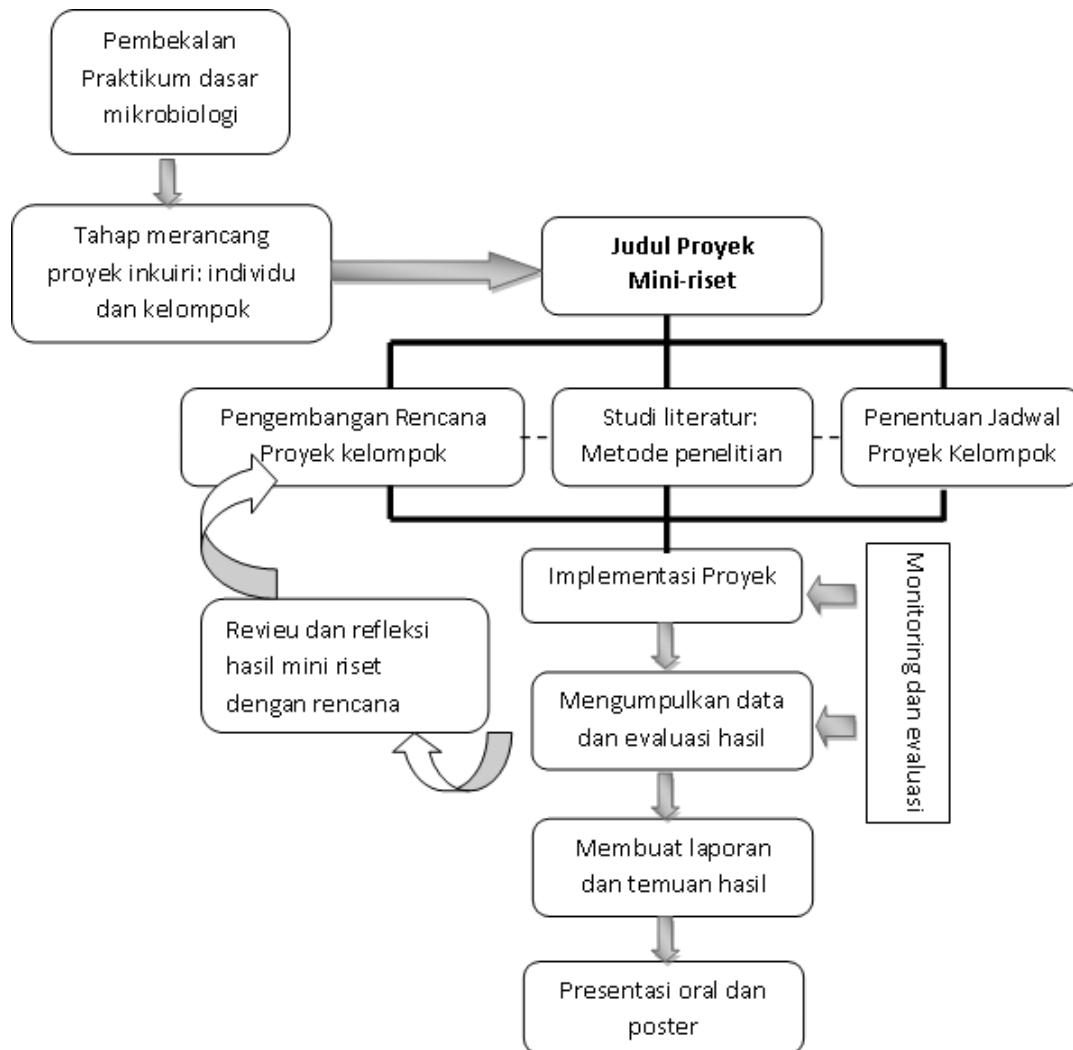 Pembekalan
Praktikum dasar
mikrobiologi
Tahap merancang
proyek inkuiri: individu
dan kelompok
Judul Proyek
Mini-riset
Pengembangan Rencana
Proyek kelompok
Studi literatur:
Metode penelitian
Penentuan Jadwal
Proyek Kelompok
Implementasi Proyek
Monitoring dan evaluasi
Revieu dan refleksi
hasil mini riset
dengan rencana
Mengumpulkan data
dan evaluasi hasil
Membuat laporan
dan temuan hasil
Presentasi oral dan
poster